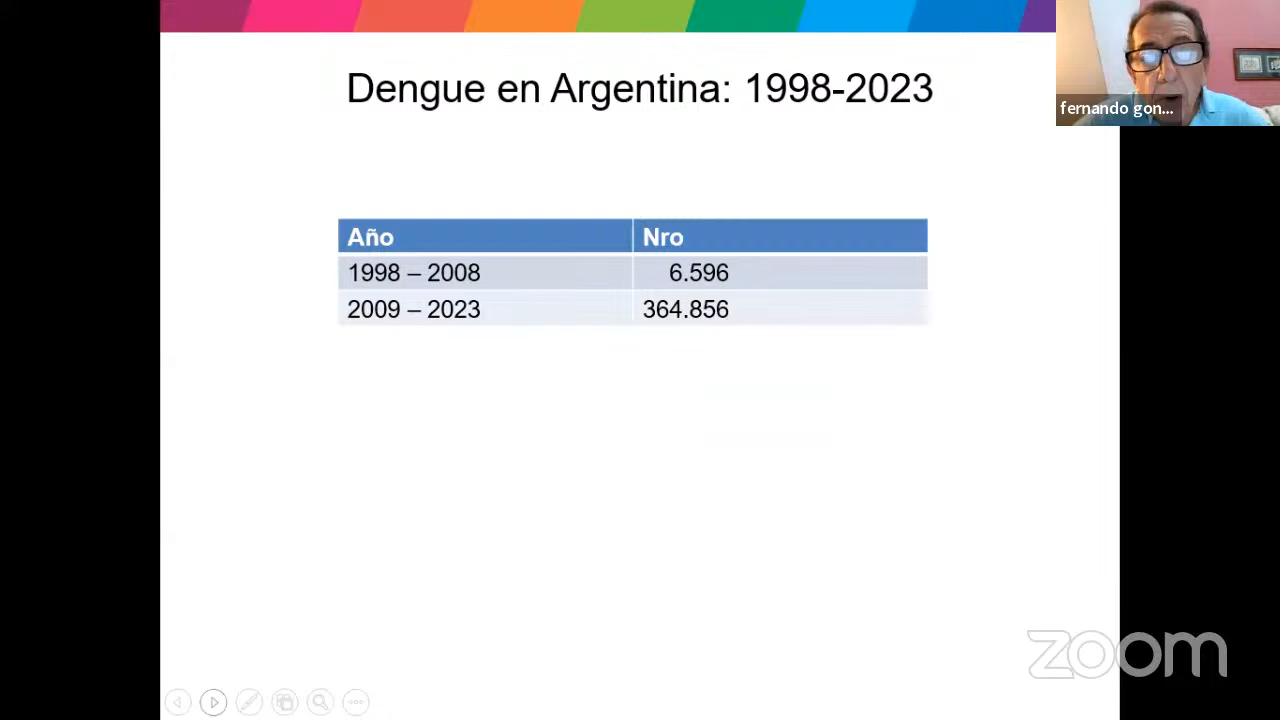 Dengue en Argentina: 1998-2023
fernando gon...
Año Nro
1998 – 2008 6.596
2009 – 2023 364.856
zoom